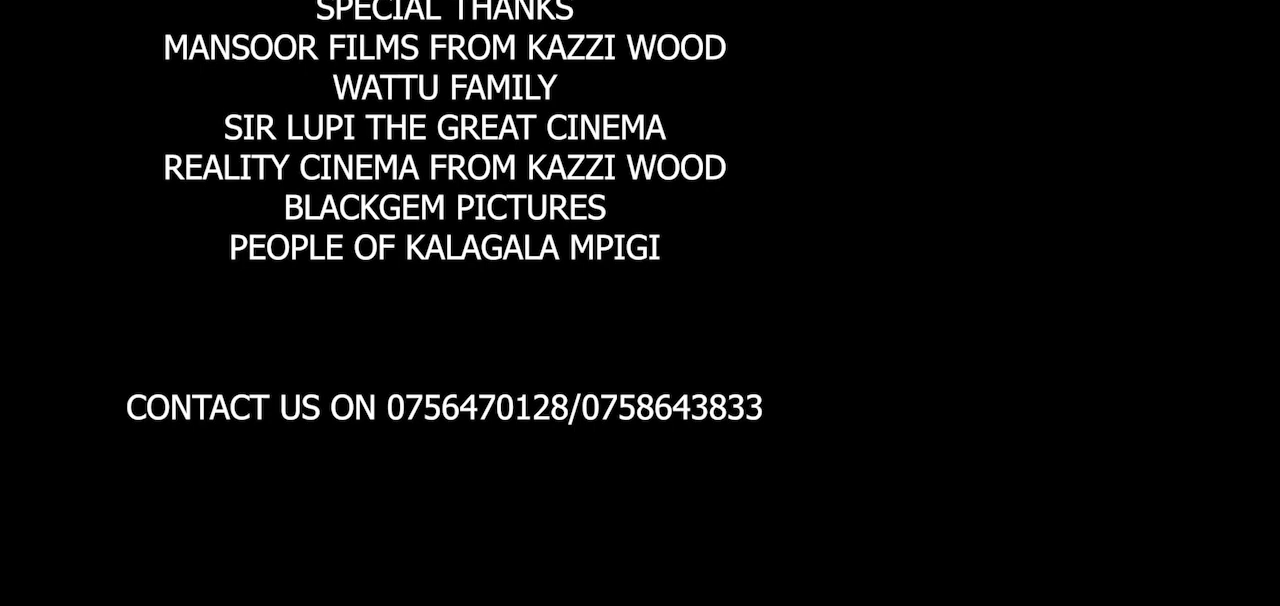 SPECIAL THANKS
MANSOOR FILMS FROM KAZZI WOOD
WATTU FAMILY
SIR LUPI THE GREAT CINEMA
REALITY CINEMA FROM KAZZI WOOD
BLACKGEM PICTURES
PEOPLE OF KALAGALA MPIGI
CONTACT US ON 0756470128/0758643833